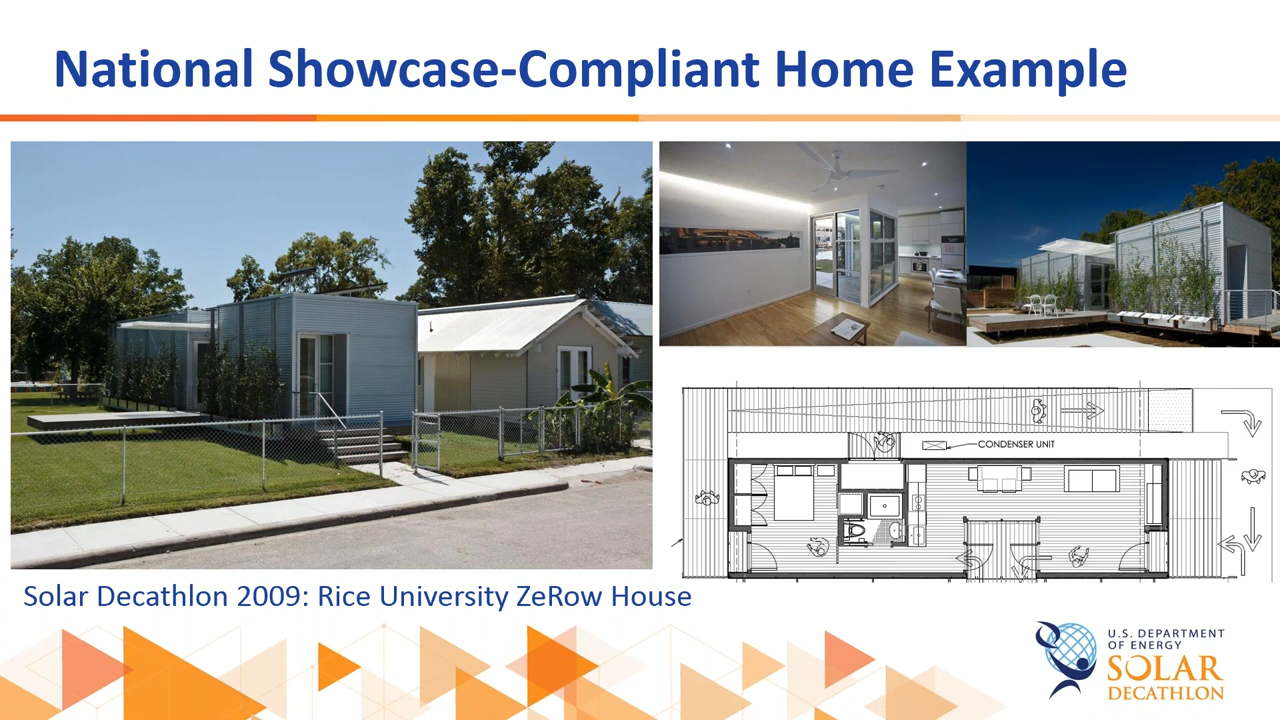 National Showcase-Compliant Home Example
CONDENSER UNIT
Solar Decathlon 2009: Rice University ZeRow House
U.S. DEPARTMENT
OF ENERGY
SOLAR
DECATHLON